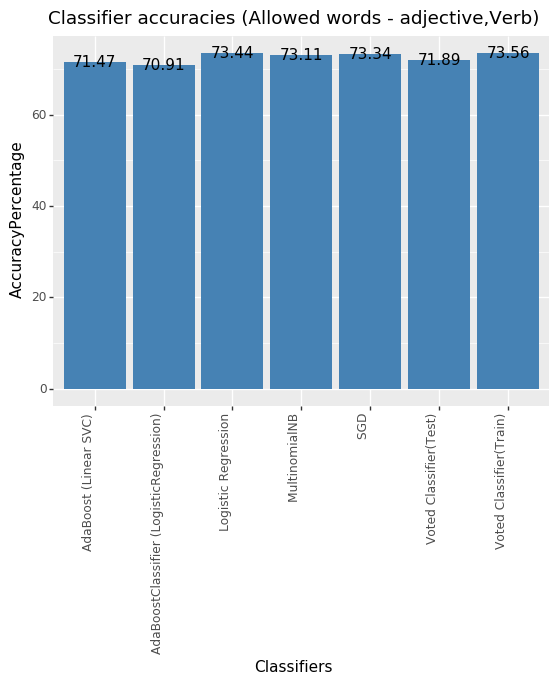 Classifier accuracies (Allowed words - adjective,Verb)
AccuracyPercentage
60
40
20
0
71.47
70.91
73.44
73.11
73.34
71.89
73.56
AdaBoost (Linear SVC)
AdaBoostClassifier (LogisticRegression)
Logistic Regression
MultinomialNB
SGD
Voted Classifier(Test)
Voted Classifier(Train)
Classifiers